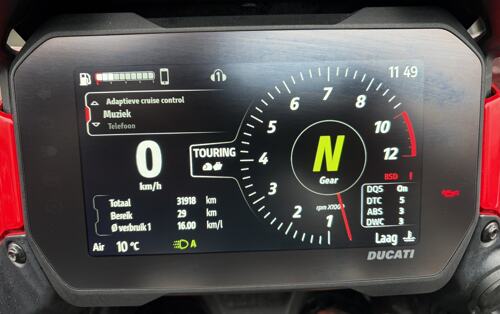 1
11 49
Adaptieve cruise control
Muziek
Telefoon
0
km/h
TOURING
N
Gear
rpm X1000
1
2
3
4
5
6
7
8
10
12
BSD !
Totaal 31918 km
Bereik 29 km
Ø verbruik 1 16.00 km/l
DQS On
DTC 5
ABS 3
DWC 3
Air 10 °C
A
Laag
DUCATI